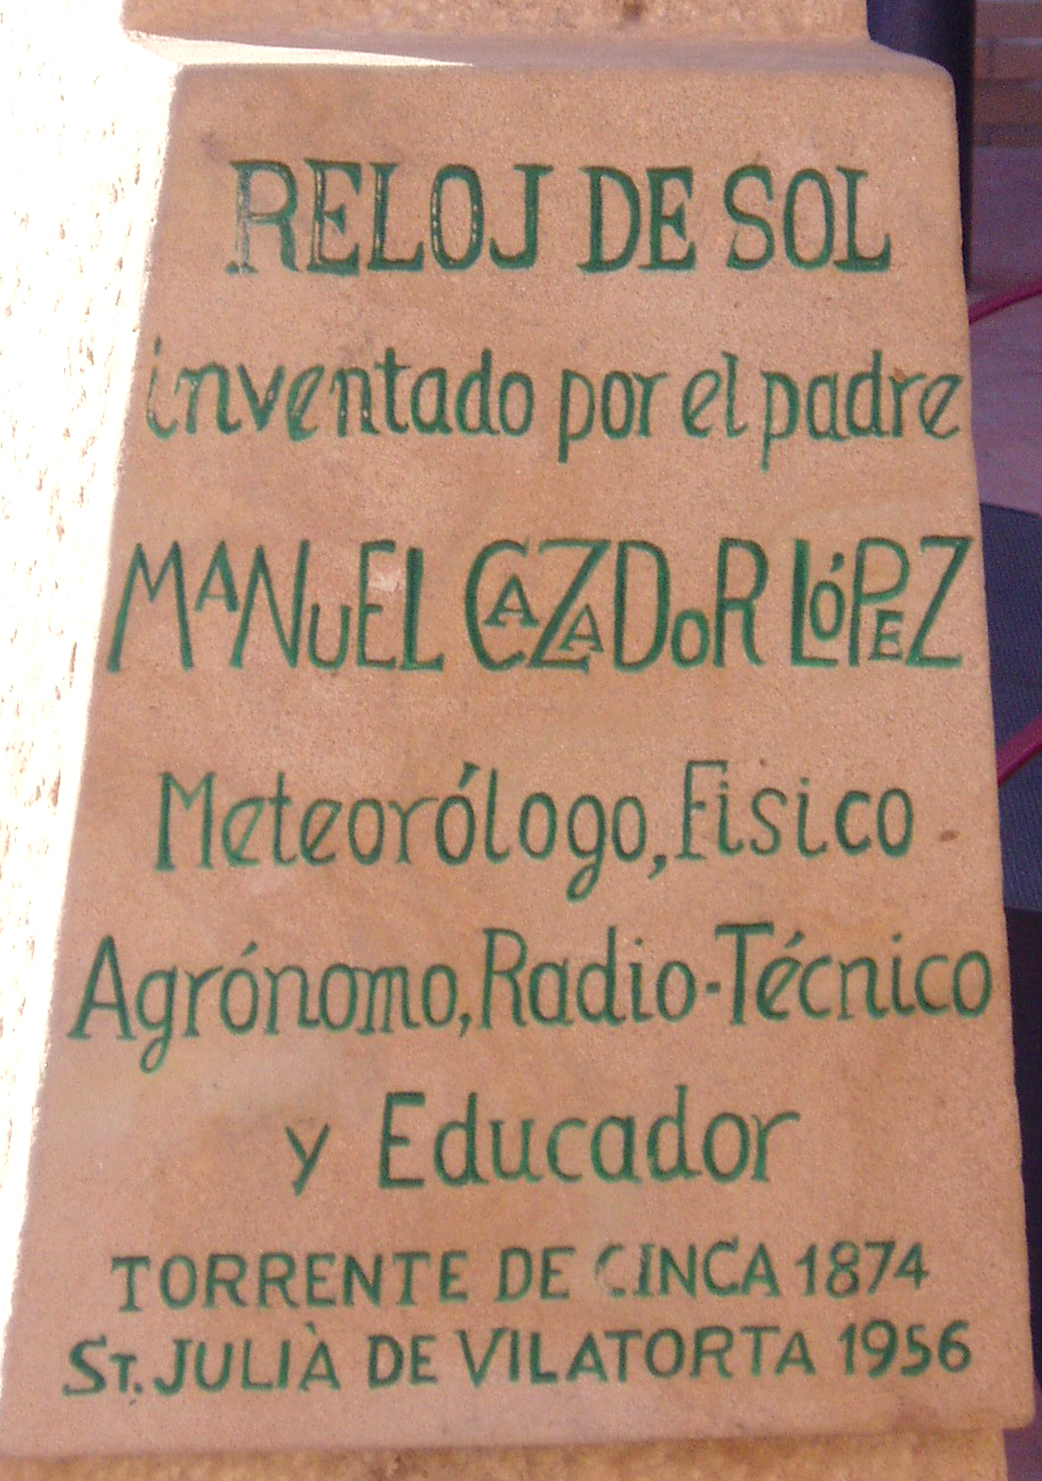 RELOJ DE SOL
inventado por el padre
MANUEL CAZADOR LÓPEZ
Meteorólogo, Fisico
Agrónomo, Radio-Técnico
y Educador
TORRENTE DE CINCA 1874
ST. JULIÀ DE VILATORTA 1956